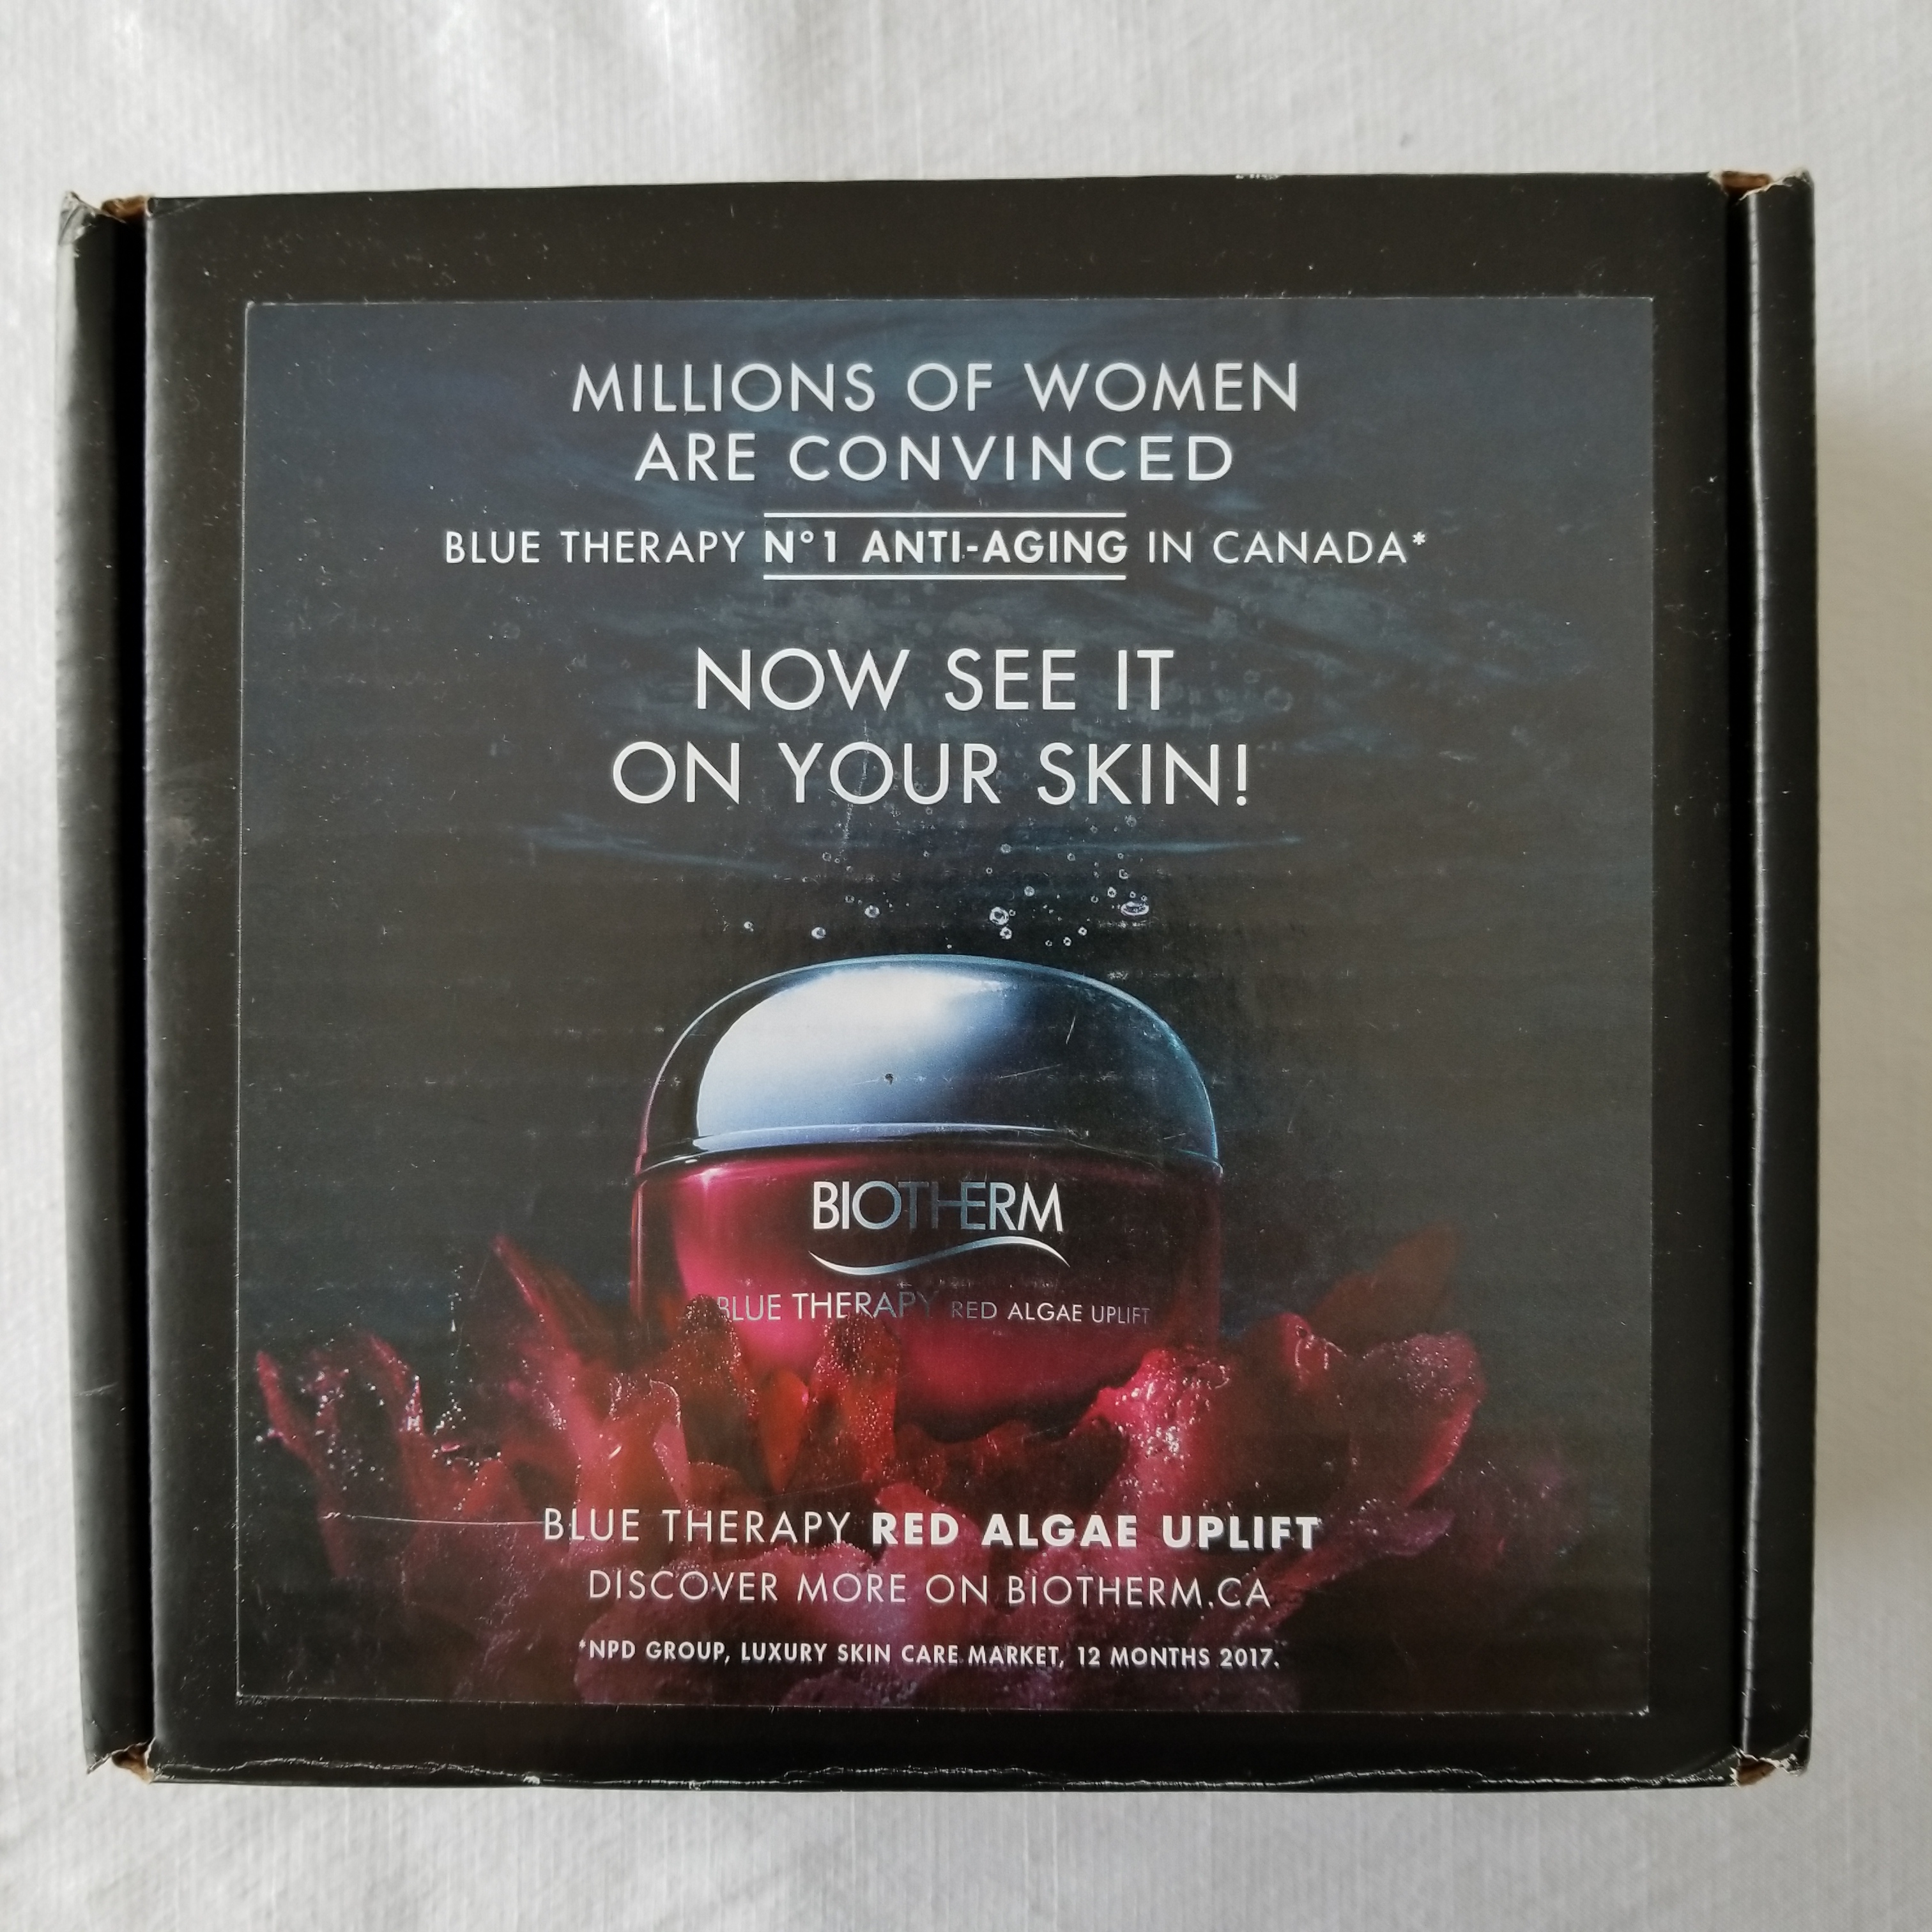 MILLIONS OF WOMEN
ARE CONVINCED
BLUE THERAPY N°1 ANTI-AGING IN CANADA*
NOW SEE IT
ON YOUR SKIN!
BIOTHERM
BLUE THERAPY RED ALGAE UPLIFT
BLUE THERAPY RED ALGAE UPLIFT
DISCOVER MORE ON BIOTHERM.CA
*NPD GROUP, LUXURY SKIN CARE MARKET, 12 MONTHS 2017.